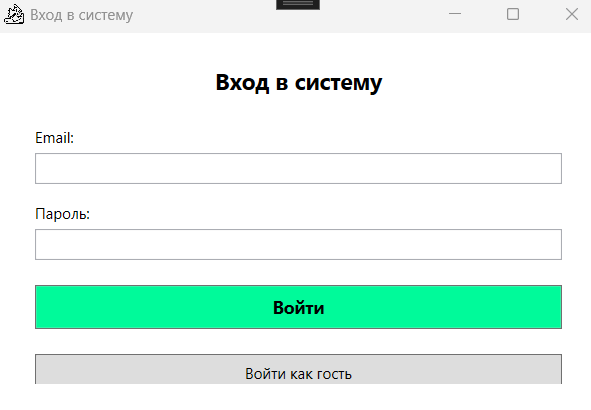 Вход в систему
Вход в систему
Email:
Пароль:
Войти
Войти как гость